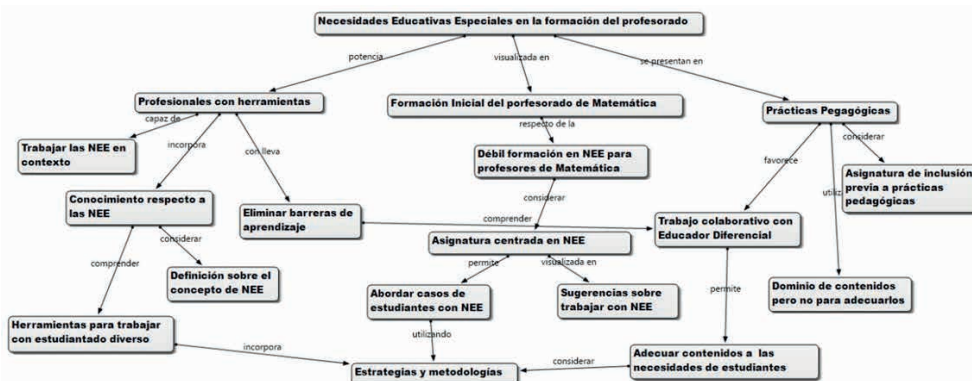 Necesidades Educativas Especiales en la formación del profesorado
potencia
visualizada en
se presentan en
Profesionales con herramientas
Formación Inicial del porfesorado de Matemática
Prácticas Pegagógicas
capaz de
incorpora
con lleva
respecto de la
favorece
considerar
Trabajar las NEE en
contexto
Débil formación en NEE para
profesores de Matemática
Asignatura de inclusión
previa a prácticas
pedagógicas
utiliz
Conocimiento respecto a
las NEE
Eliminar barreras de
aprendizaje
considerar
comprender
Trabajo colaborativo con
Educador Diferencial
Asignatura centrada en NEE
comprender
considerar
permite
visualizada en
permite
Definición sobre el
concepto de NEE
Abordar casos de
estudiantes con NEE
Sugerencias sobre
trabajar con NEE
Dominio de contenidos
pero no para adecuarlos
Herramientas para trabajar
con estudiantado diverso
utilizando
incorpora
Estrategias y metodologías
considerar
Adecuar contenidos a las
necesidades de estudiantes